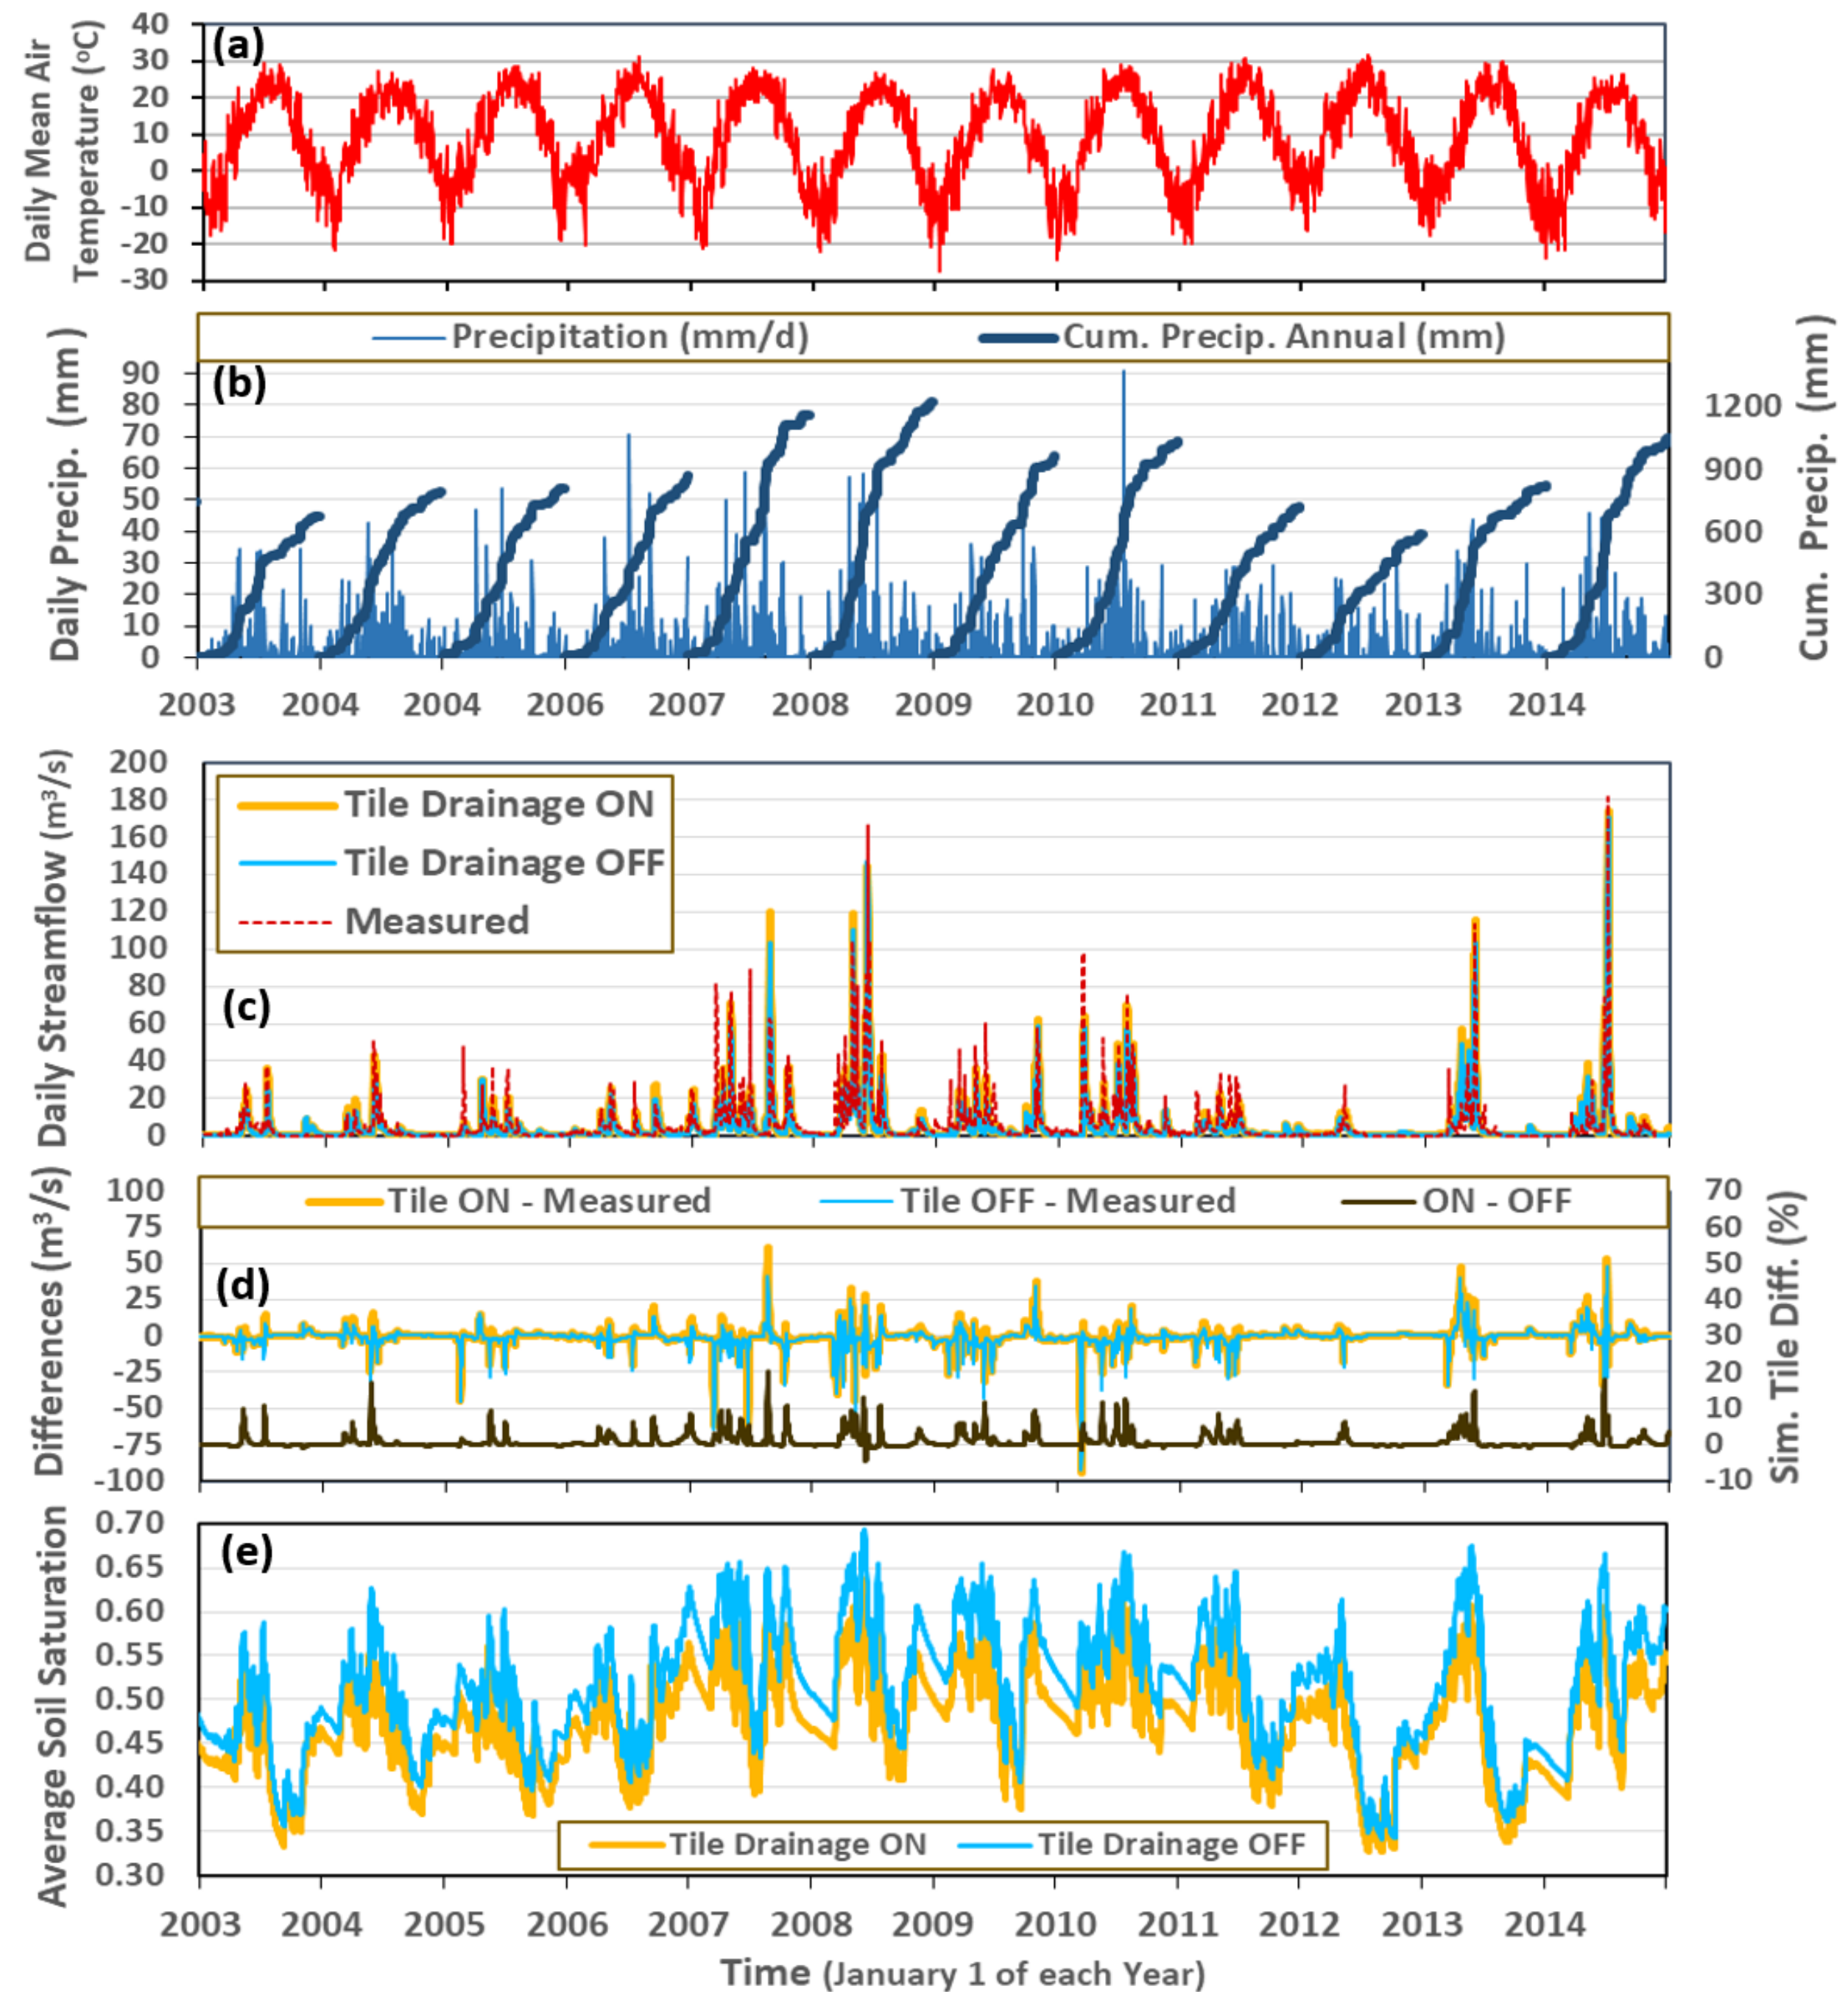 Daily Mean Air
Temperature (ºC)
(a)
40
30
20
10
0
-10
-20
-30
Precipitation (mm/d)
Cum. Precip. Annual (mm)
Daily Precip. (mm)
(b)
90
80
70
60
50
40
30
20
10
0
1200
900
600
300
0
Cum. Precip. (mm)
2003 2004 2004 2006 2007 2008 2009 2010 2011 2012 2013 2014
Daily Streamflow (m³/s)
200
180
160
140
120
100
80
60
40
20
0
Tile Drainage ON
Tile Drainage OFF
Measured
(c)
Differences (m³/s)
100
75
50
25
0
-25
-50
-75
-100
Tile ON - Measured
Tile OFF - Measured
ON - OFF
(d)
70
60
50
40
30
20
10
0
-10
Sim. Tile Diff. (%)
Average Soil Saturation
0.70
0.65
0.60
0.55
0.50
0.45
0.40
0.35
0.30
(e)
Tile Drainage ON
Tile Drainage OFF
2003 2004 2005 2006 2007 2008 2009 2010 2011 2012 2013 2014
Time (January 1 of each Year)